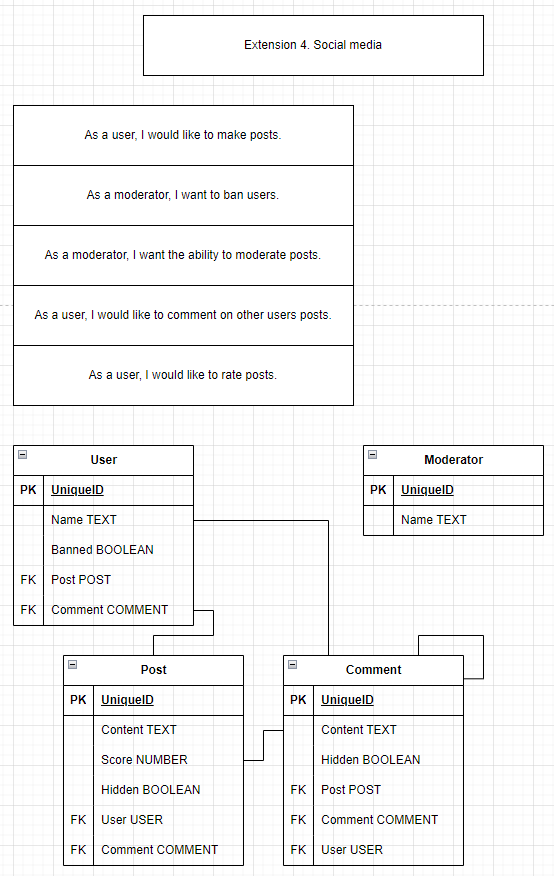 Extension 4. Social media
As a user, I would like to make posts.
As a moderator, I want to ban users.
As a moderator, I want the ability to moderate posts.
As a user, I would like to comment on other users posts.
As a user, I would like to rate posts.
User
PK UniqueID
Name TEXT
Banned BOOLEAN
FK Post POST
FK Comment COMMENT
Moderator
PK UniqueID
Name TEXT
Post
PK UniqueID
Content TEXT
Score NUMBER
Hidden BOOLEAN
FK User USER
FK Comment COMMENT
Comment
PK UniqueID
Content TEXT
Hidden BOOLEAN
FK Post POST
FK Comment COMMENT
FK User USER